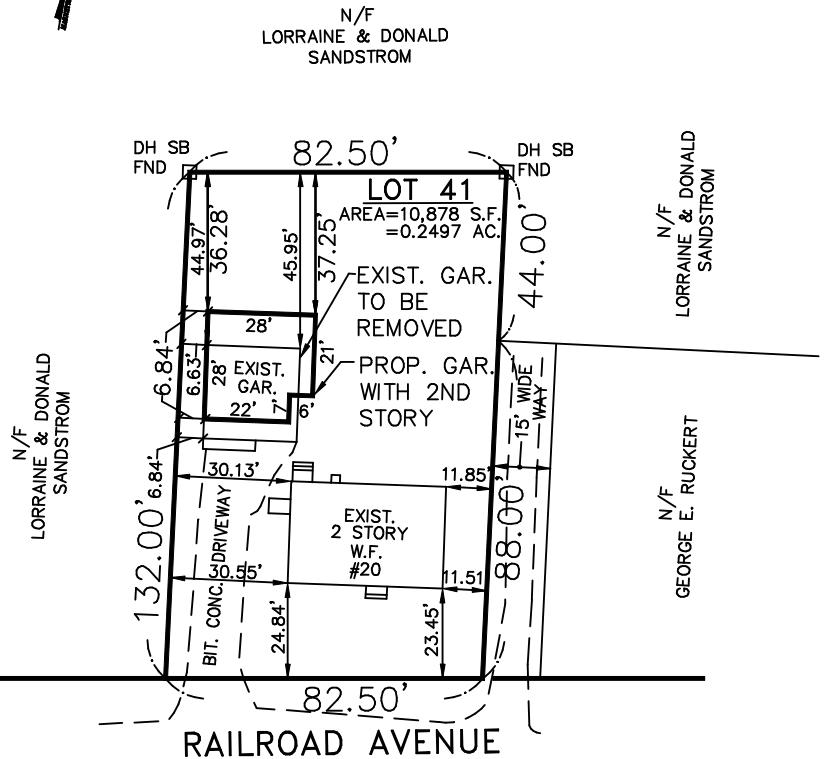 N/F
LORRAINE & DONALD
SANDSTROM
DH SB
FND
82.50'
DH SB
FND
LOT 41
AREA=10,878 S.F.
=0.2497 AC.
44.97'
36.28'
45.95'
37.25'
44.00'
N/F
LORRAINE & DONALD
SANDSTROM
EXIST. GAR.
TO BE
REMOVED
28'
21'
6.84'
6.63'
28'
EXIST.
GAR.
22'
7'
6'
PROP. GAR.
WITH 2ND
STORY
15' WIDE
WAY
N/F
LORRAINE & DONALD
SANDSTROM
N/F
GEORGE E. RUCKERT
6.84'
30.13'
11.85'
132.00'
BIT. CONC. DRIVEWAY
EXIST.
2 STORY
W.F.
#20
88.00'
30.55'
11.51
24.84'
23.45'
82.50'
RAILROAD AVENUE